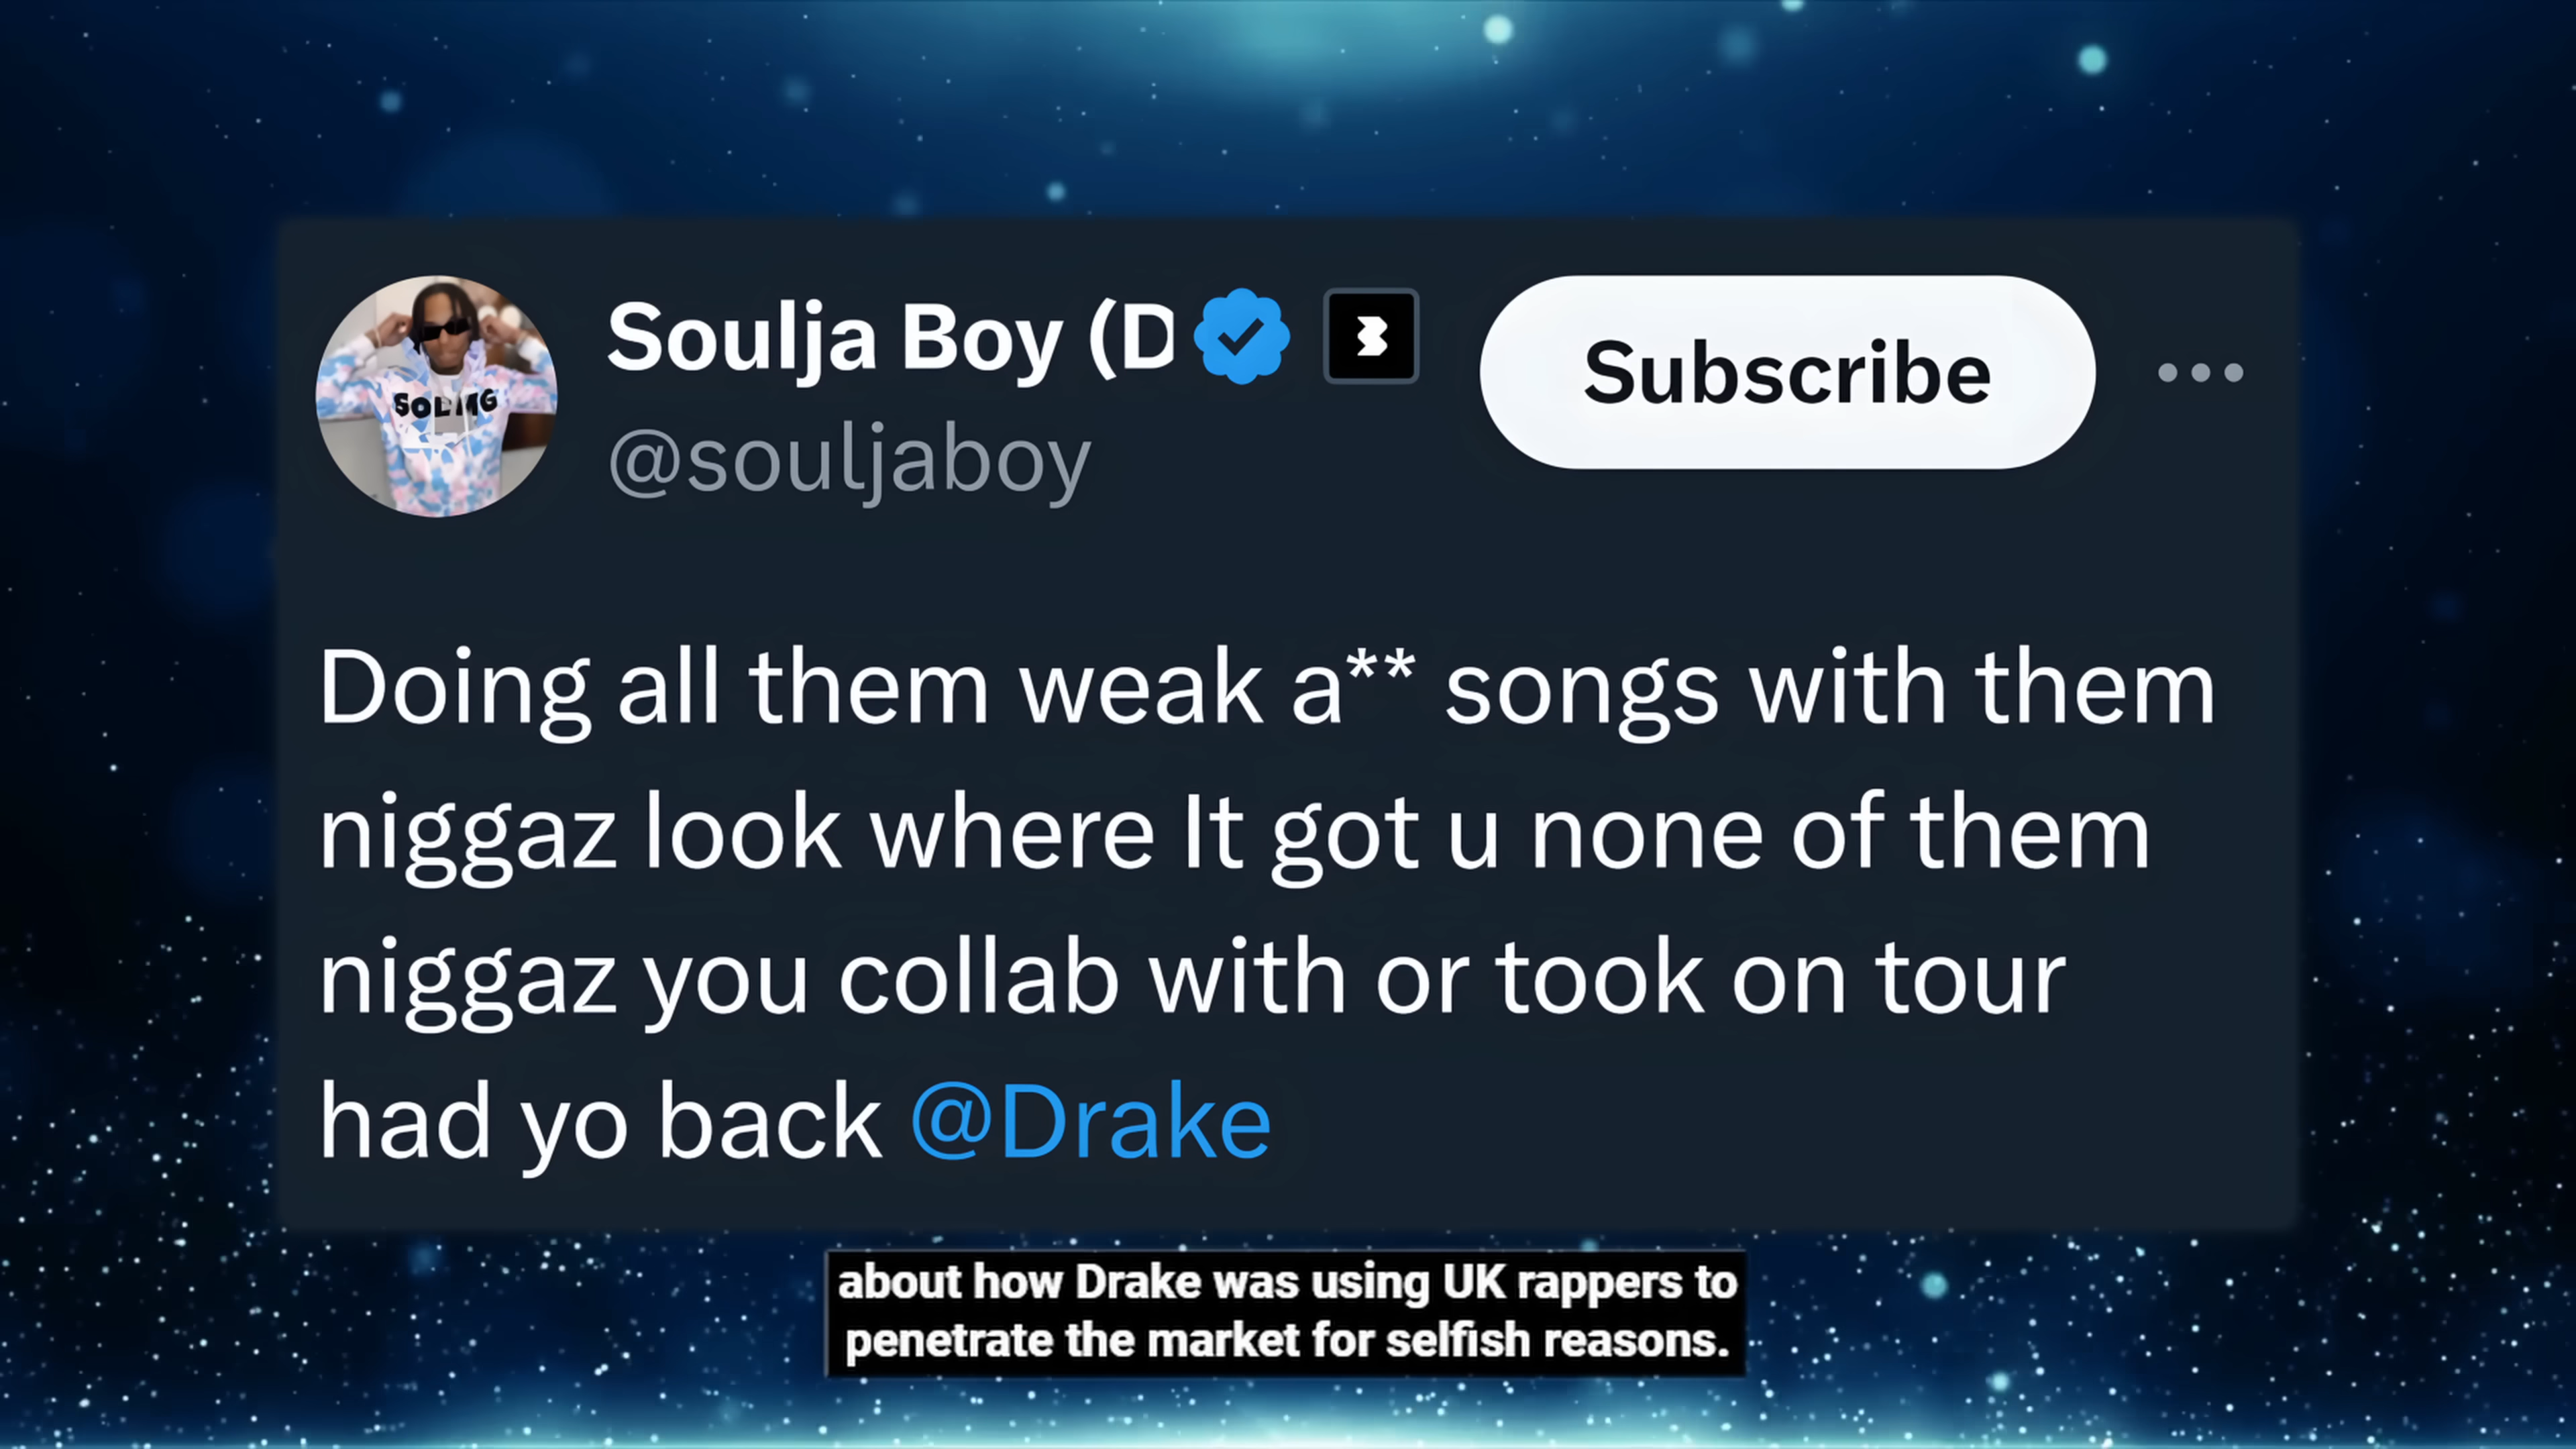 Soulja Boy (D
Subscribe
@souljaboy
SOLMG
Doing all them weak a** songs with them
niggaz look where It got u none of them
niggaz you collab with or took on tour
had yo back @Drake
about how Drake was using UK rappers to
penetrate the market for selfish reasons.